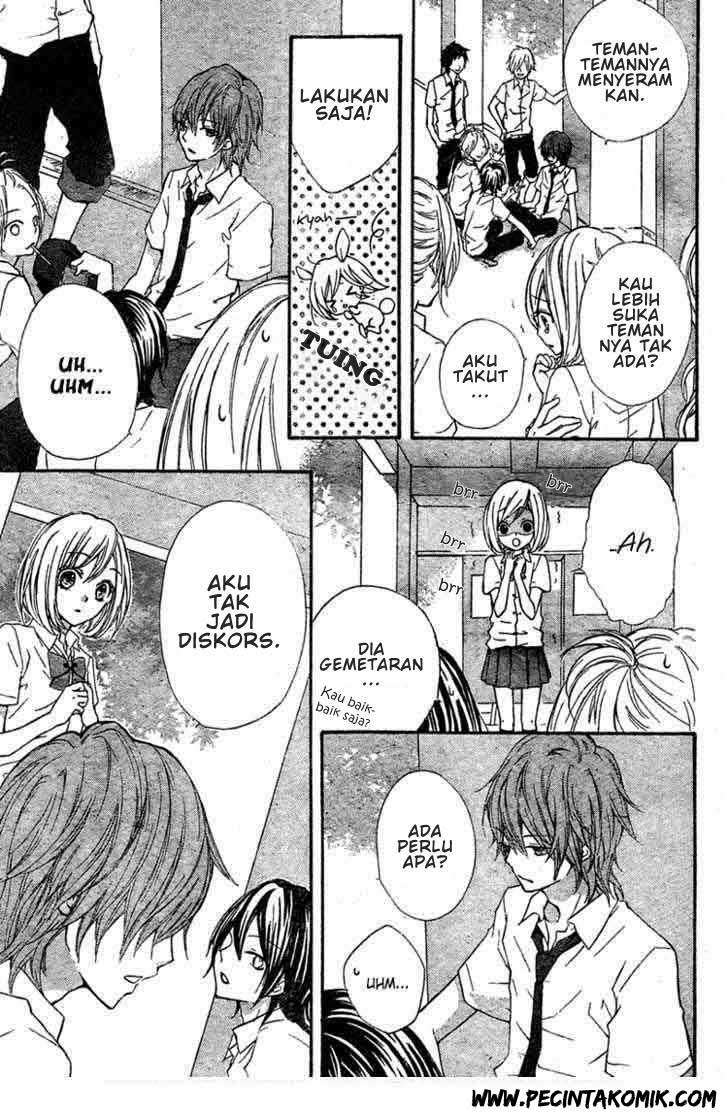 TEMAN-
TEMANNYA
MENYERAM
KAN.
KAU
LEBIH
SUKA
TEMAN
NYA TAK
ADA?
AKU
TAKUT
...
LAKUKAN
SAJA!
Kyah
TUING
UH...
UHM...
...Ah.
brr
brr
brr
brr
brr
DIA
GEMETARAN
...
Kau baik-
baik saja?
ADA
PERLU
APA?
UHM...
AKU
TAK
JADI
DISKORS.
WWW.PECINTAKOMIK.COM